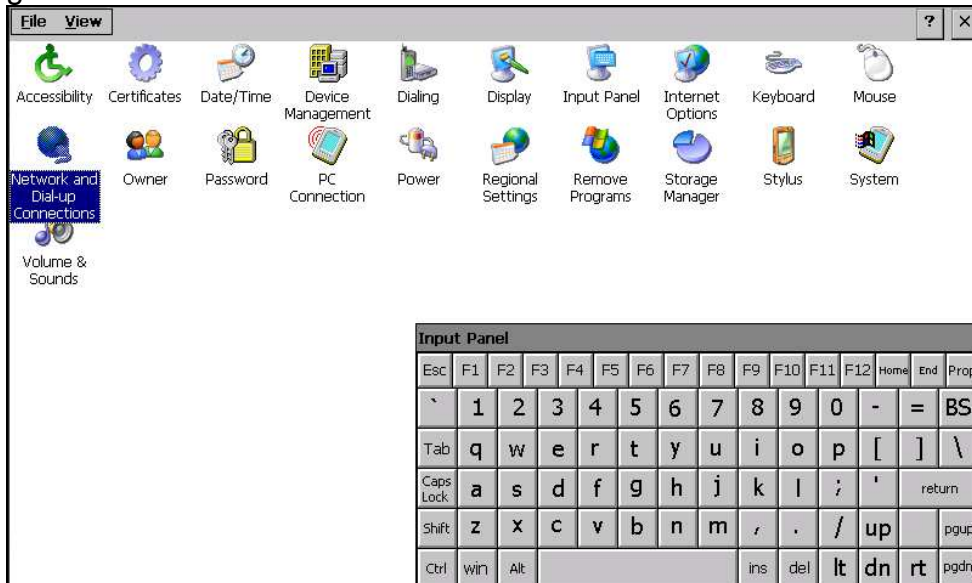 File View ? ×
Accessibility Certificates Date/Time Device Management Dialing Display Input Panel Internet Options Keyboard Mouse
Network and Dial-up Connections Owner Password PC Connection Power Regional Settings Remove Programs Storage Manager Stylus System
Volume & Sounds
Input Panel
Esc F1 F2 F3 F4 F5 F6 F7 F8 F9 F10 F11 F12 Home End Prop
` 1 2 3 4 5 6 7 8 9 0 - = BS
Tab q w e r t y u i o p [ ] \
Caps Lock a s d f g h j k l ; ' return
Shift z x c v b n m , . / up pgup
Ctrl win Alt ins del lt dn rt pgdn